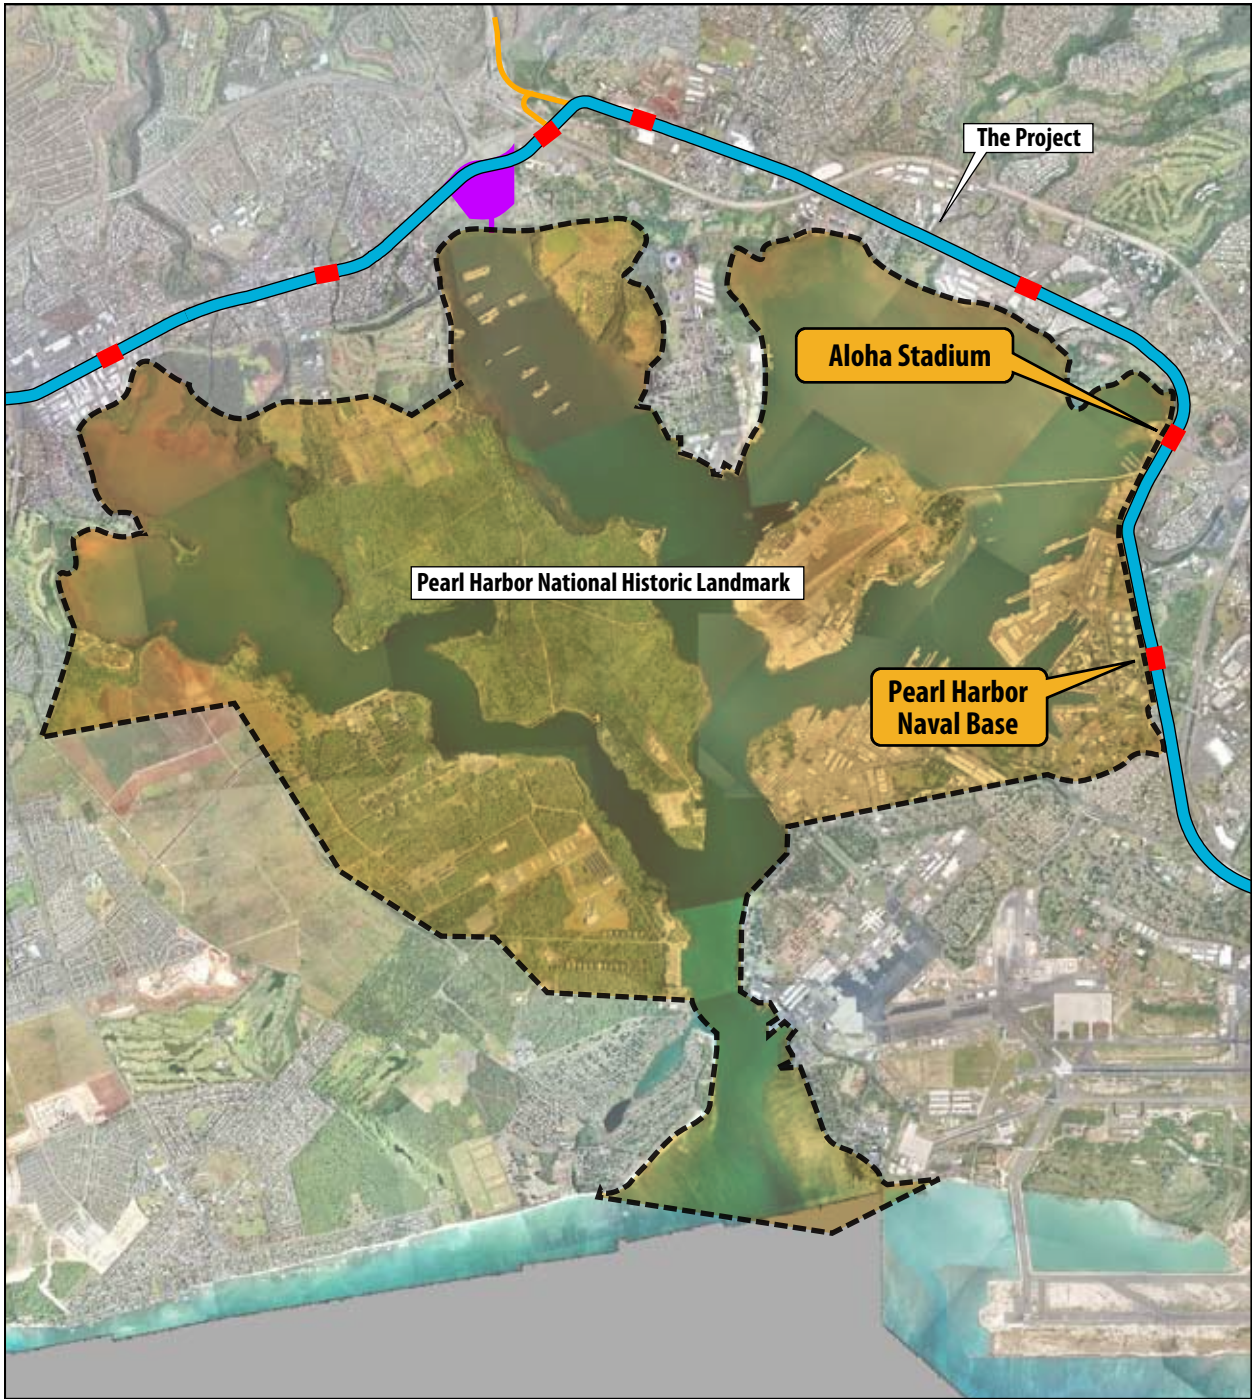 The Project
Aloha Stadium
Pearl Harbor National Historic Landmark
Pearl Harbor
Naval Base